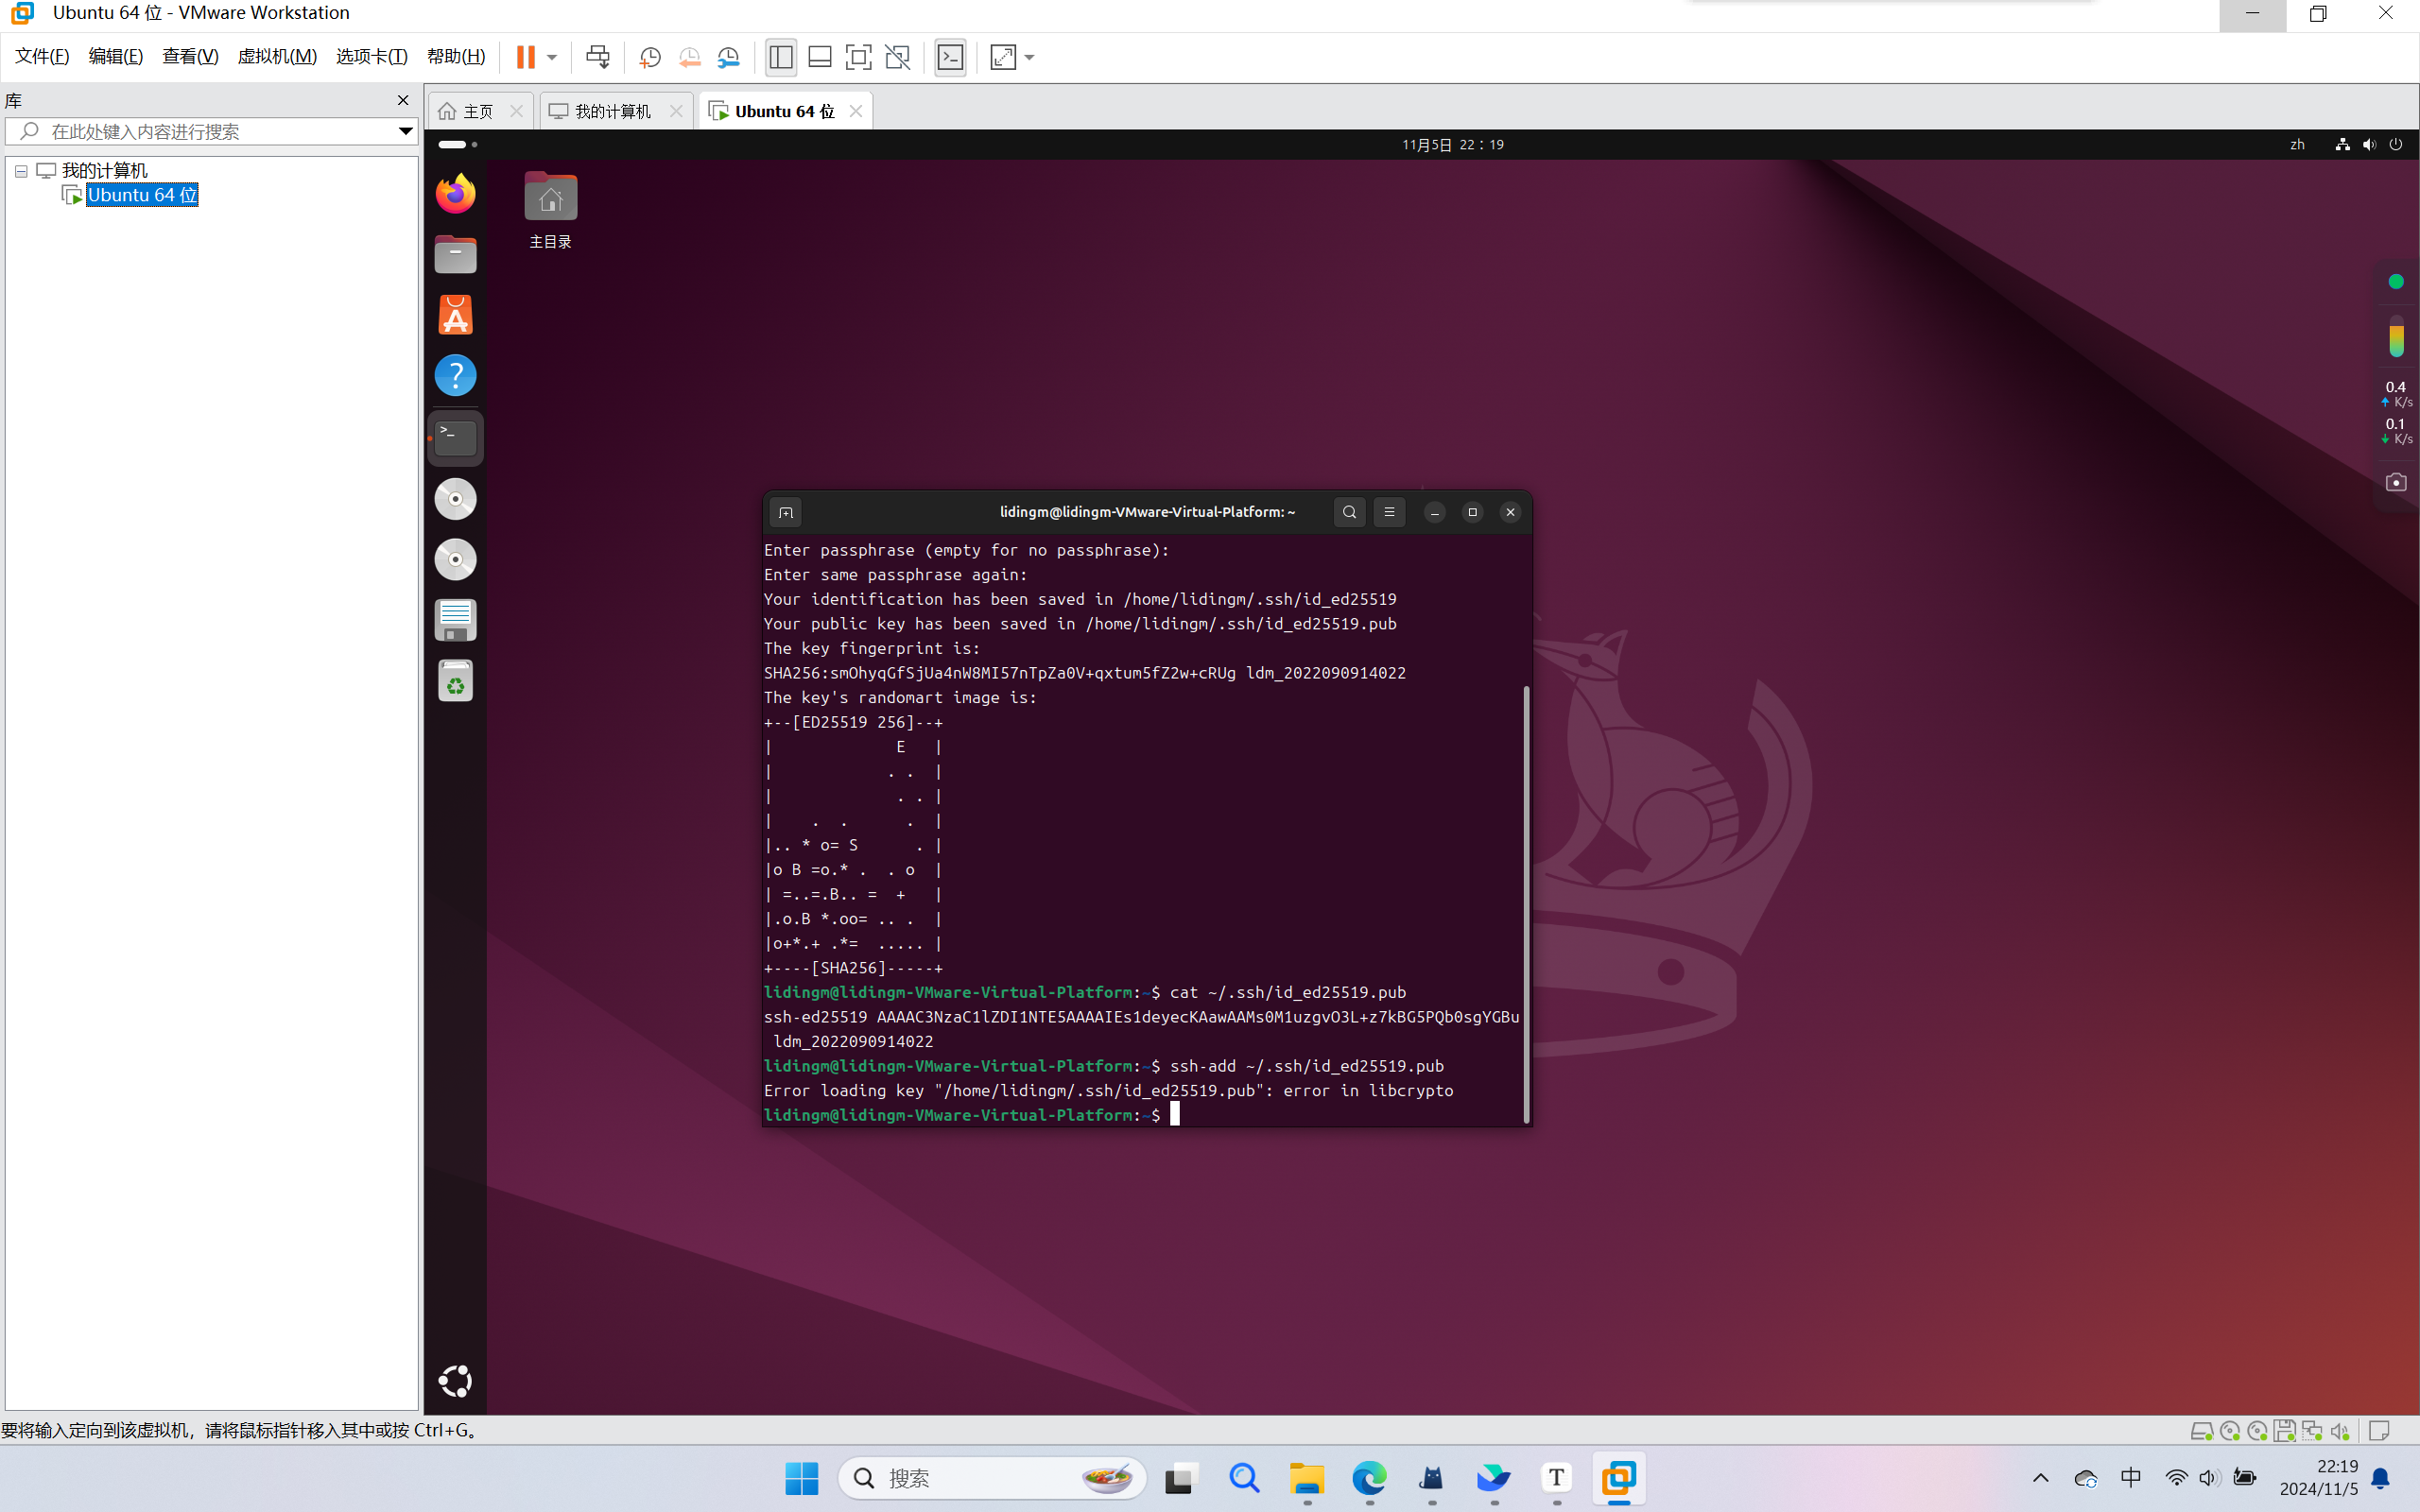 Ubuntu 64 位 - VMware Workstation
文件(F) 编辑(E) 查看(V) 虚拟机(M) 选项卡(T) 帮助(H)
库
在此处键入内容进行搜索
我的计算机
Ubuntu 64 位
主页 我的计算机 Ubuntu 64 位
11月5日 22：19
zh
主目录
0.4
K/s
0.1
K/s
lidingm@lidingm-VMware-Virtual-Platform: ~
Enter passphrase (empty for no passphrase):
Enter same passphrase again:
Your identification has been saved in /home/lidingm/.ssh/id_ed25519
Your public key has been saved in /home/lidingm/.ssh/id_ed25519.pub
The key fingerprint is:
SHA256:smOhyqGfSjUa4nW8MI57nTpZa0V+qxtum5fZ2w+cRUg ldm_2022090914022
The key's randomart image is:
+--[ED25519 256]--+
|             E   |
|            . .  |
|             . . |
|    .  .      .  |
|.. * o= S      . |
|o B =o.* .  . o  |
| =..=.B.. =  +   |
|.o.B *.oo= .. .  |
|o+*.+ .*=  ..... |
+----[SHA256]-----+
lidingm@lidingm-VMware-Virtual-Platform:~$ cat ~/.ssh/id_ed25519.pub
ssh-ed25519 AAAAC3NzaC1lZDI1NTE5AAAAIEs1deyecKAawAAMs0M1uzgvO3L+z7kBG5PQb0sgYGBu
 ldm_2022090914022
lidingm@lidingm-VMware-Virtual-Platform:~$ ssh-add ~/.ssh/id_ed25519.pub
Error loading key "/home/lidingm/.ssh/id_ed25519.pub": error in libcrypto
lidingm@lidingm-VMware-Virtual-Platform:~$
要将输入定向到该虚拟机，请将鼠标指针移入其中或按 Ctrl+G。
搜索
T
中
22:19
2024/11/5